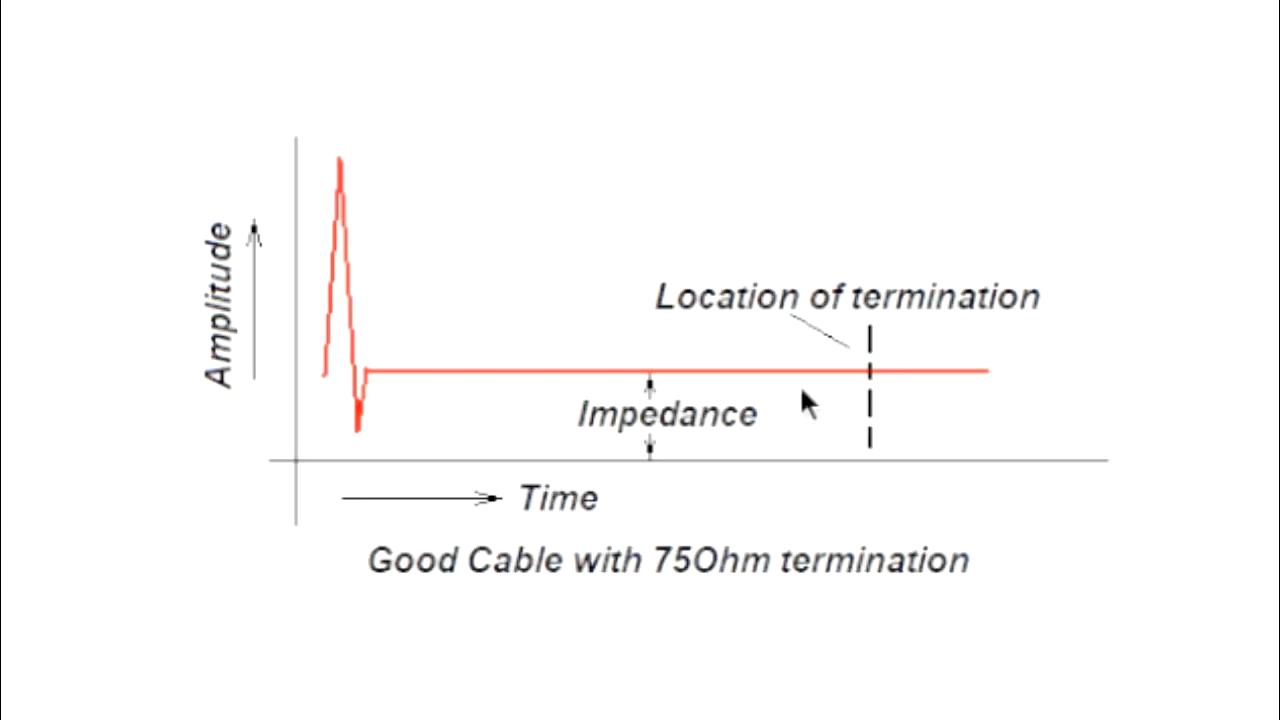 Amplitude
Location of termination
Impedance
Time
Good Cable with 75Ohm termination